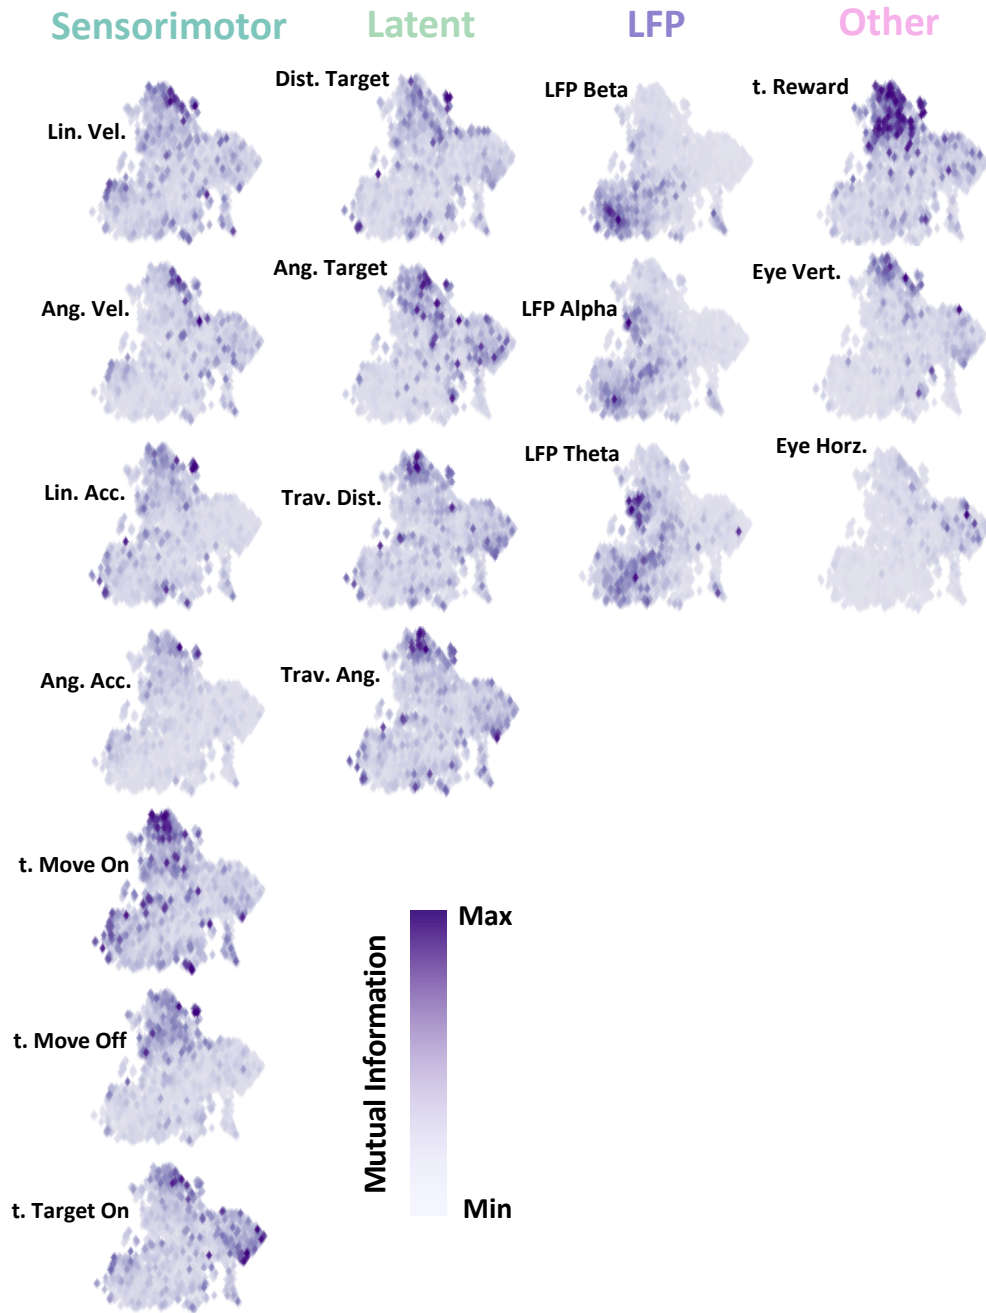 Sensorimotor
Latent
LFP
Other
Lin. Vel.
Dist. Target
LFP Beta
t. Reward
Ang. Vel.
Ang. Target
LFP Alpha
Eye Vert.
Lin. Acc.
Trav. Dist.
LFP Theta
Eye Horz.
Ang. Acc.
Trav. Ang.
t. Move On
t. Move Off
t. Target On
Mutual Information
Max
Min